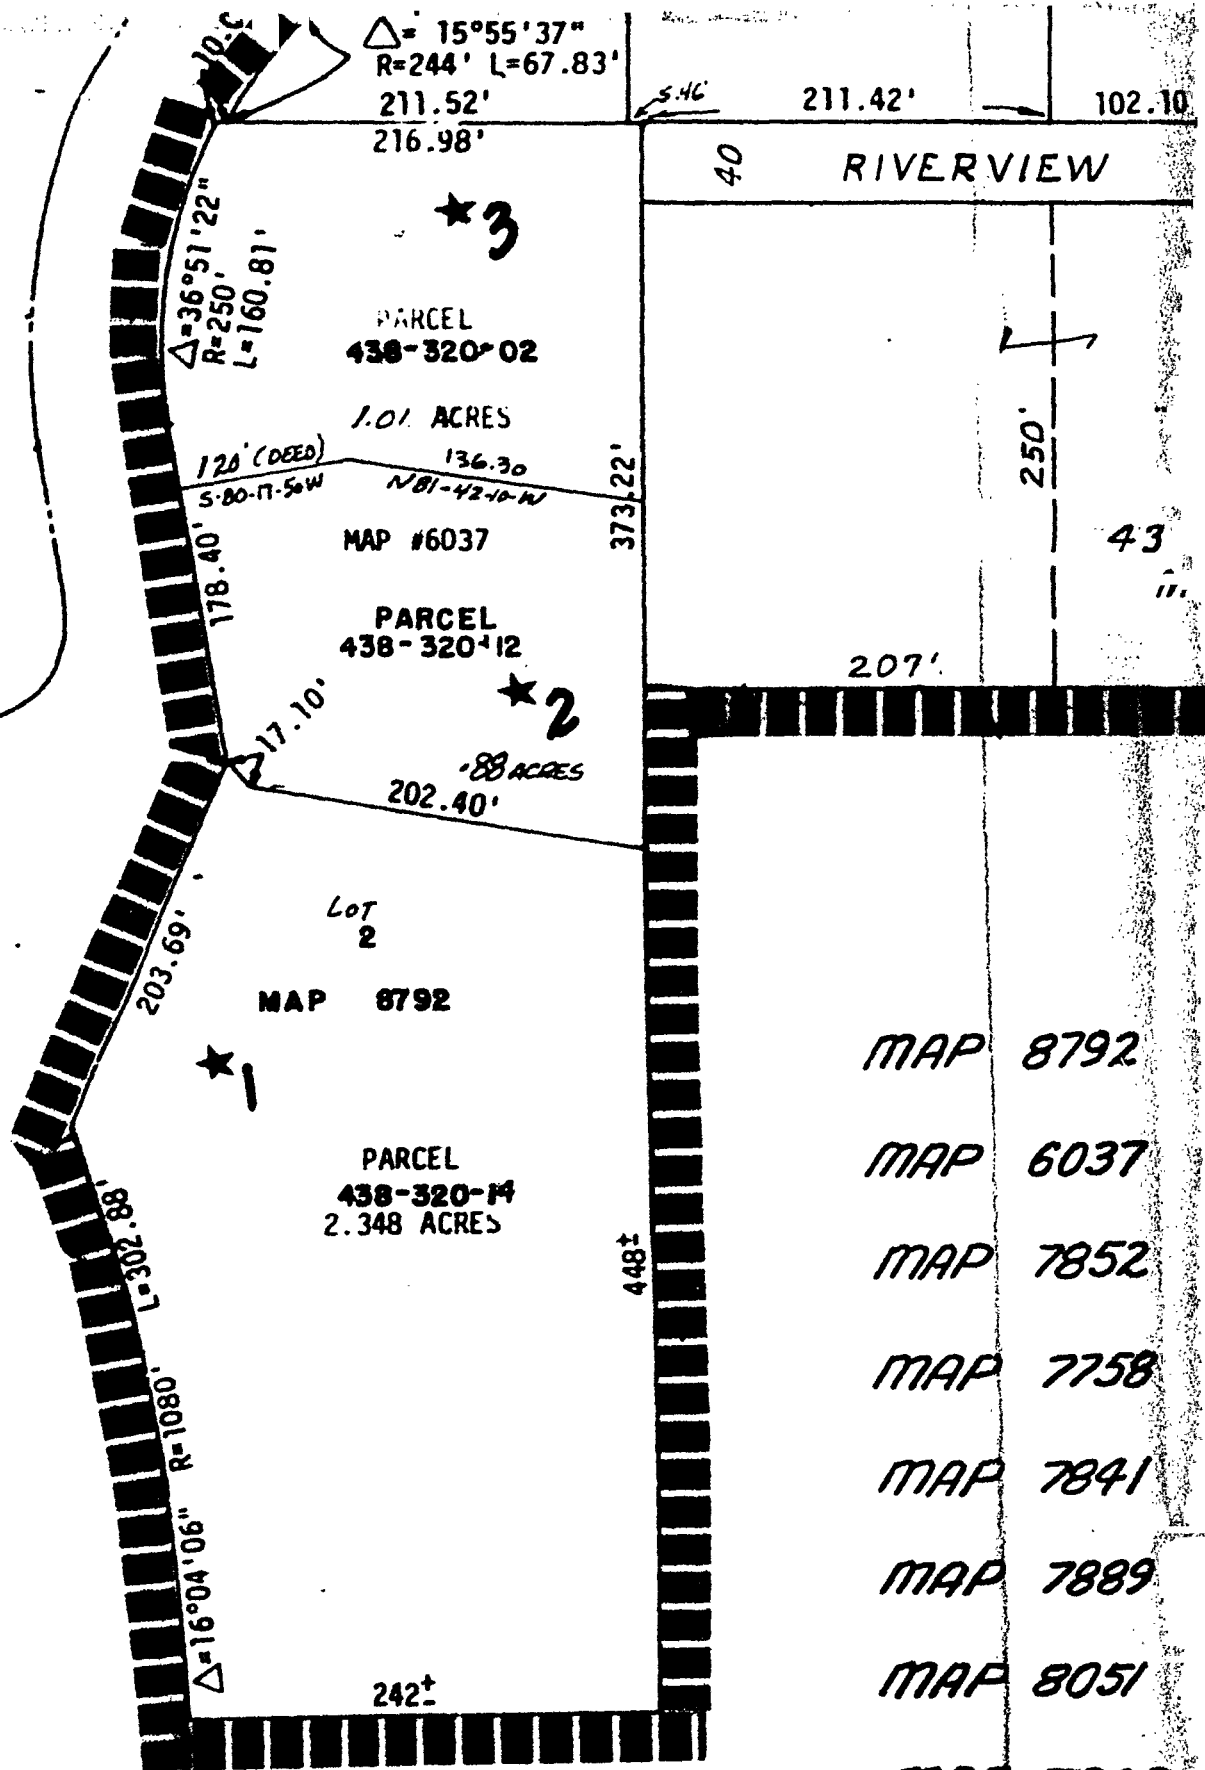 Δ= 15°55'37"
R=244' L=67.83'
211.52'
5.46'
211.42'
102.10
216.98'
40
RIVERVIEW
3
Δ=36°51'22"
R=250'
L=160.81'
PARCEL
438-320-02
1.01 ACRES
120' (DEED)
136.30
S-80-17-50W
N81-42-10-W
373.22'
250'
MAP #6037
43
178.40'
PARCEL
438-320-12
207'
2
17.10'
.88 ACRES
202.40'
LOT
2
203.69'
MAP 8792
1
MAP 8792
PARCEL
438-320-14
2.348 ACRES
MAP 6037
L=302.88'
448±
MAP 7852
R=1080'
MAP 7758
MAP 7841
Δ=16°04'06"
MAP 7889
242±
MAP 8051